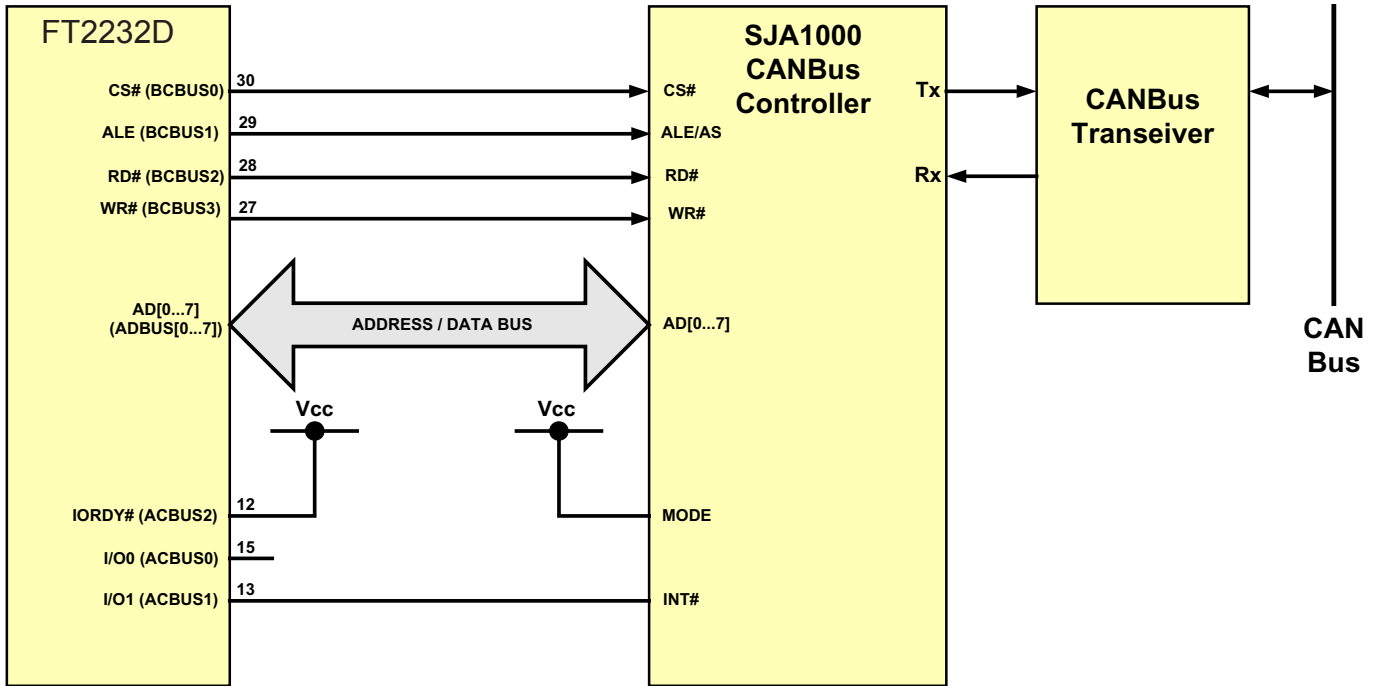 FT2232D
CS# (BCBUS0)
30
ALE (BCBUS1)
29
RD# (BCBUS2)
28
WR# (BCBUS3)
27
AD[0...7]
(ADBUS[0...7])
ADDRESS / DATA BUS
Vcc
Vcc
IORDY# (ACBUS2)
12
I/O0 (ACBUS0)
15
I/O1 (ACBUS1)
13
SJA1000
CANBus
Controller
CS#
ALE/AS
RD#
WR#
AD[0...7]
MODE
INT#
Tx
Rx
CANBus
Transeiver
CAN
Bus